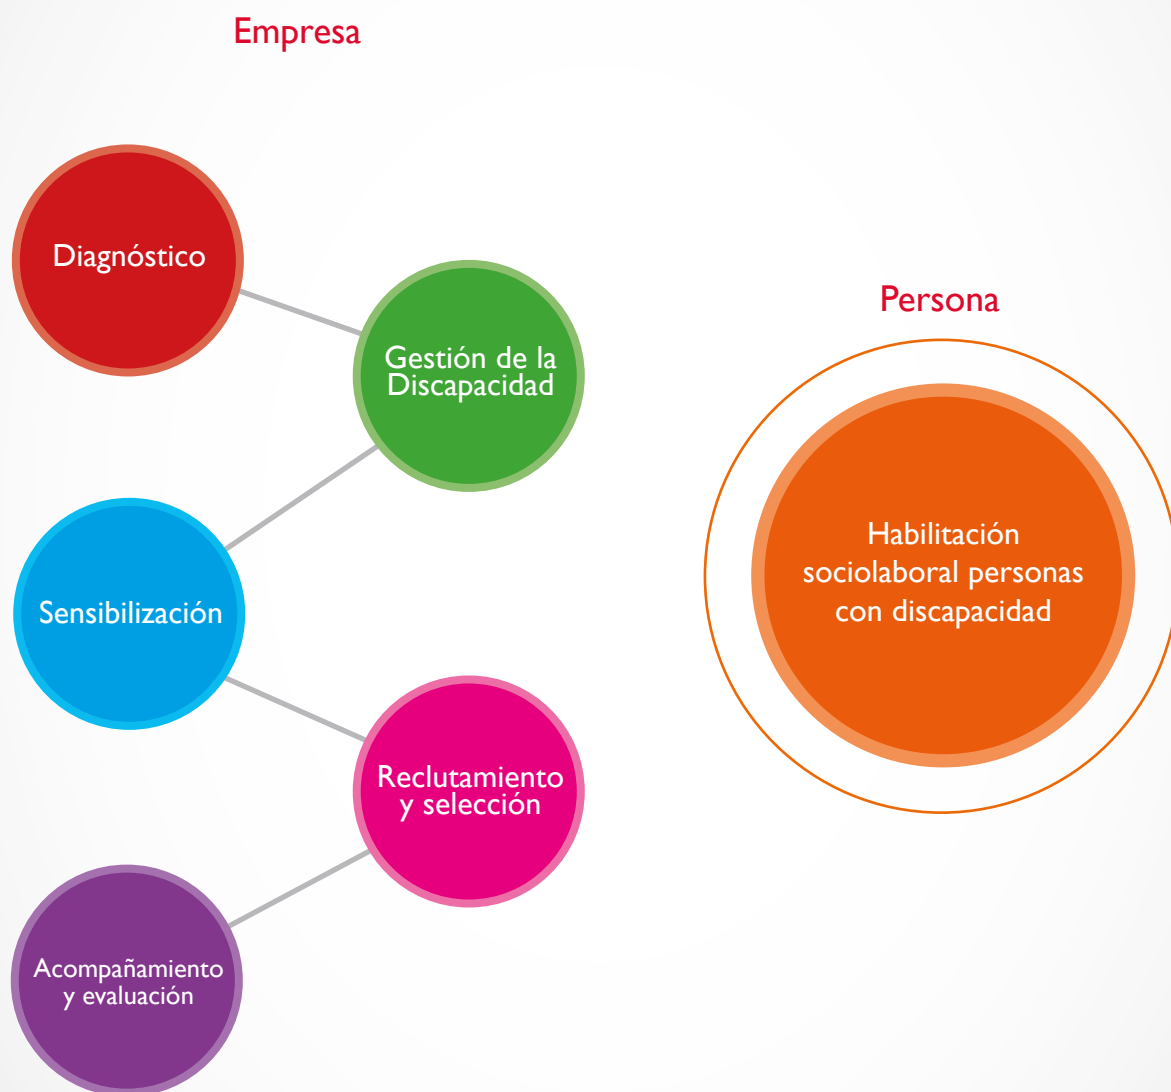 Empresa
Diagnóstico
Gestión de la
Discapacidad
Sensibilización
Reclutamiento
y selección
Acompañamiento
y evaluación
Persona
Habilitación
sociolaboral personas
con discapacidad